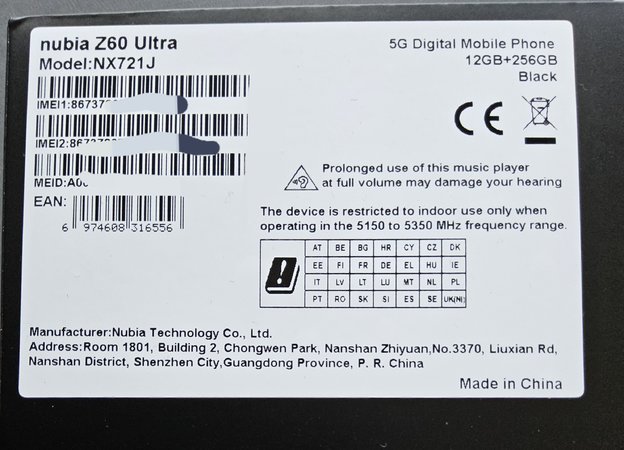 nubia Z60 Ultra
Model:NX721J
5G Digital Mobile Phone
12GB+256GB
Black
IMEI1:86737
IMEI2:86737
MEID:A0
EAN:
6 974608 316556
CE
Prolonged use of this music player
at full volume may damage your hearing
The device is restricted to indoor use only when
operating in the 5150 to 5350 MHz frequency range.
AT BE BG HR CY CZ DK
EE FI FR DE EL HU IE
IT LV LT LU MT NL PL
PT RO SK SI ES SE UK(NI)
Manufacturer:Nubia Technology Co., Ltd.
Address:Room 1801, Building 2, Chongwen Park, Nanshan Zhiyuan,No.3370, Liuxian Rd,
Nanshan District, Shenzhen City,Guangdong Province, P. R. China
Made in China